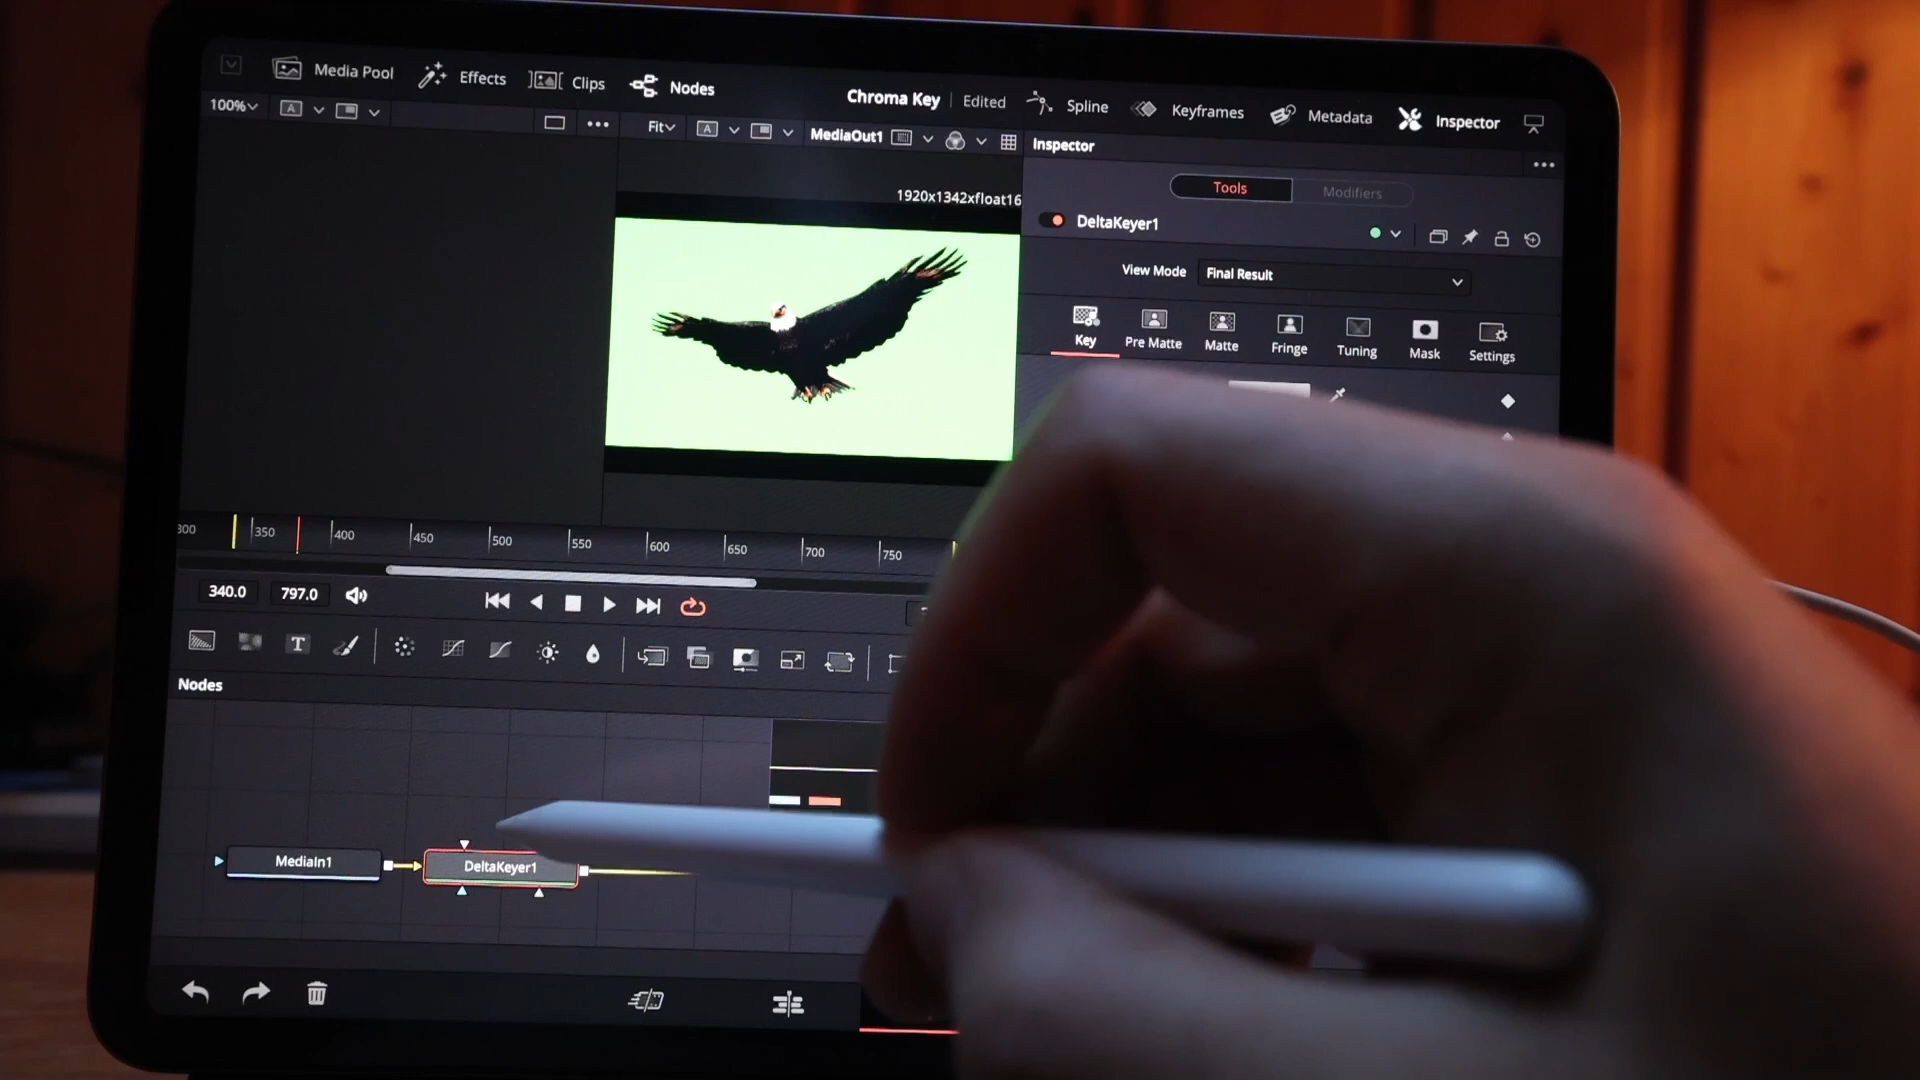 Media Pool Effects Clips Nodes Chroma Key Edited Spline Keyframes Metadata Inspector
100% A Fit A MediaOut1
Inspector
1920x1342xfloat16
Tools Modifiers
DeltaKeyer1
View Mode Final Result
Key Pre Matte Matte Fringe Tuning Mask Settings
300 350 400 450 500 550 600 650 700 750
340.0 797.0
T
Nodes
MediaIn1 DeltaKeyer1